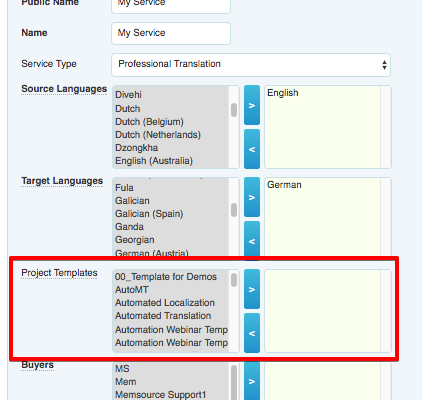 Public Name My Service
Name My Service
Service Type Professional Translation
Source Languages
Divehi
Dutch
Dutch (Belgium)
Dutch (Netherlands)
Dzongkha
English (Australia)
>
<
English
Target Languages
Fula
Galician
Galician (Spain)
Ganda
Georgian
German (Austria)
>
<
German
Project Templates
00_Template for Demos
AutoMT
Automated Localization
Automated Translation
Automation Webinar Temp
Automation Webinar Temp
>
<
Buyers
MS
Mem
Memsource Support1
>